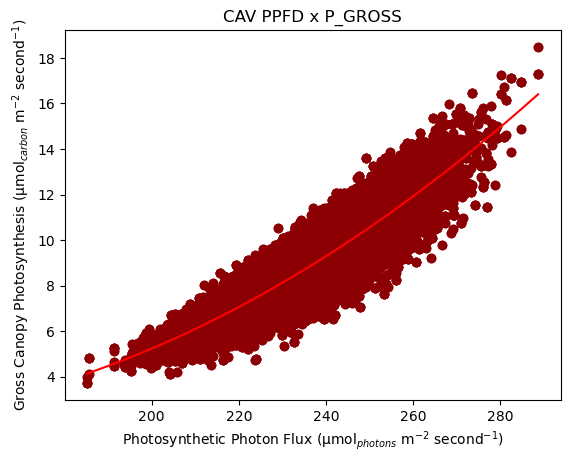 CAV PPFD x P_GROSS
Gross Canopy Photosynthesis (μmol_carbon m⁻² second⁻¹)
18
16
14
12
10
8
6
4
200 220 240 260 280
Photosynthetic Photon Flux (μmol_photons m⁻² second⁻¹)